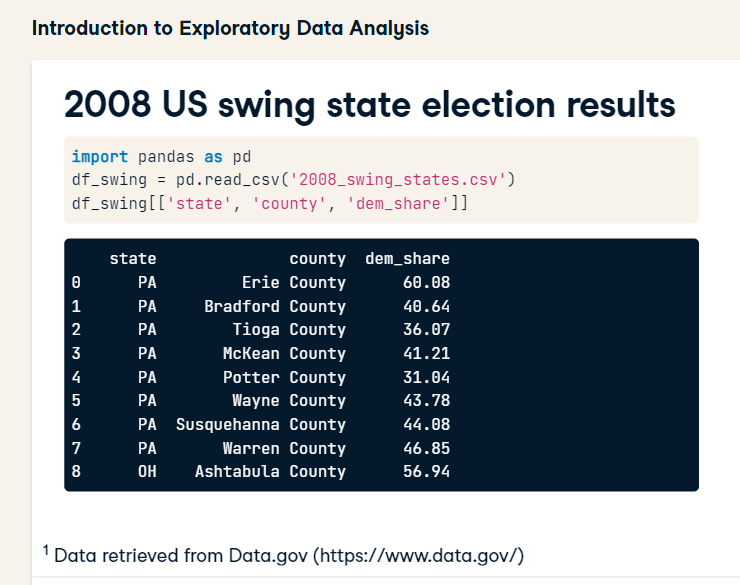 Introduction to Exploratory Data Analysis
2008 US swing state election results
import pandas as pd
df_swing = pd.read_csv('2008_swing_states.csv')
df_swing[['state', 'county', 'dem_share']]
state county dem_share
0 PA Erie County 60.08
1 PA Bradford County 40.64
2 PA Tioga County 36.07
3 PA McKean County 41.21
4 PA Potter County 31.04
5 PA Wayne County 43.78
6 PA Susquehanna County 44.08
7 PA Warren County 46.85
8 OH Ashtabula County 56.94
1 Data retrieved from Data.gov (https://www.data.gov/)